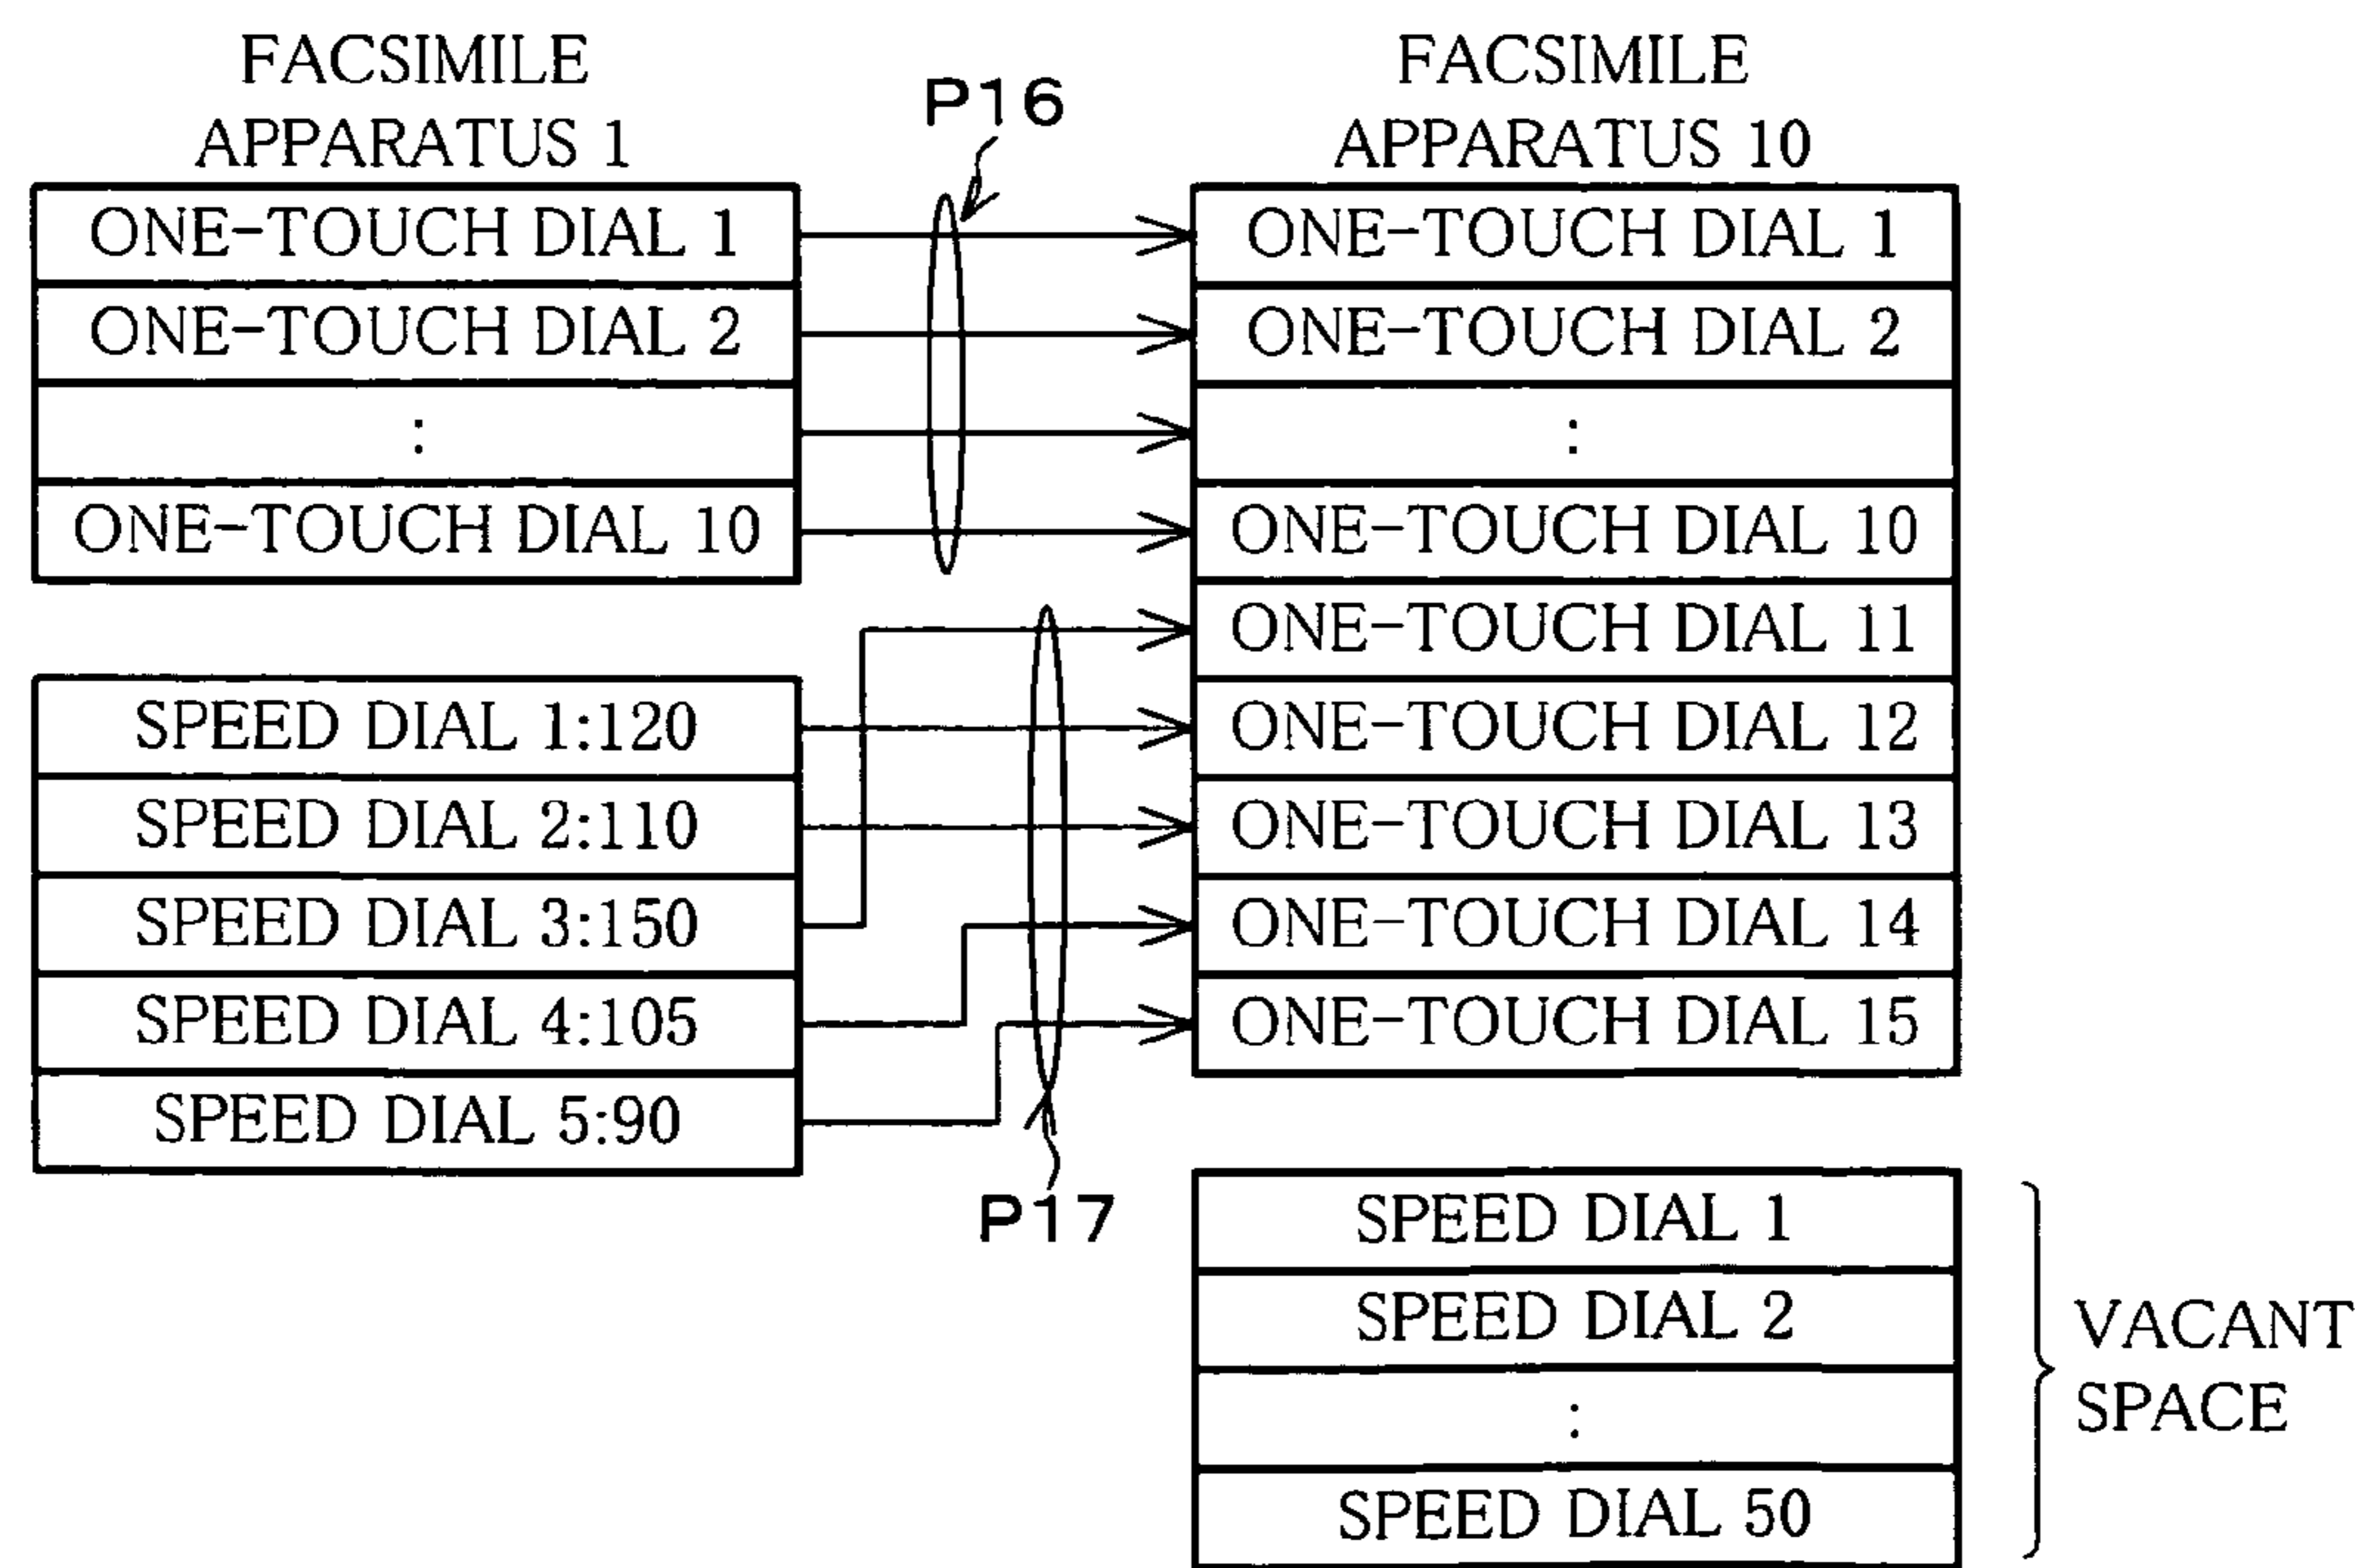 FACSIMILE
APPARATUS 1
ONE-TOUCH DIAL 1
ONE-TOUCH DIAL 2
:
ONE-TOUCH DIAL 10
SPEED DIAL 1:120
SPEED DIAL 2:110
SPEED DIAL 3:150
SPEED DIAL 4:105
SPEED DIAL 5:90
P16
P17
FACSIMILE
APPARATUS 10
ONE-TOUCH DIAL 1
ONE-TOUCH DIAL 2
:
ONE-TOUCH DIAL 10
ONE-TOUCH DIAL 11
ONE-TOUCH DIAL 12
ONE-TOUCH DIAL 13
ONE-TOUCH DIAL 14
ONE-TOUCH DIAL 15
SPEED DIAL 1
SPEED DIAL 2
:
SPEED DIAL 50
VACANT
SPACE